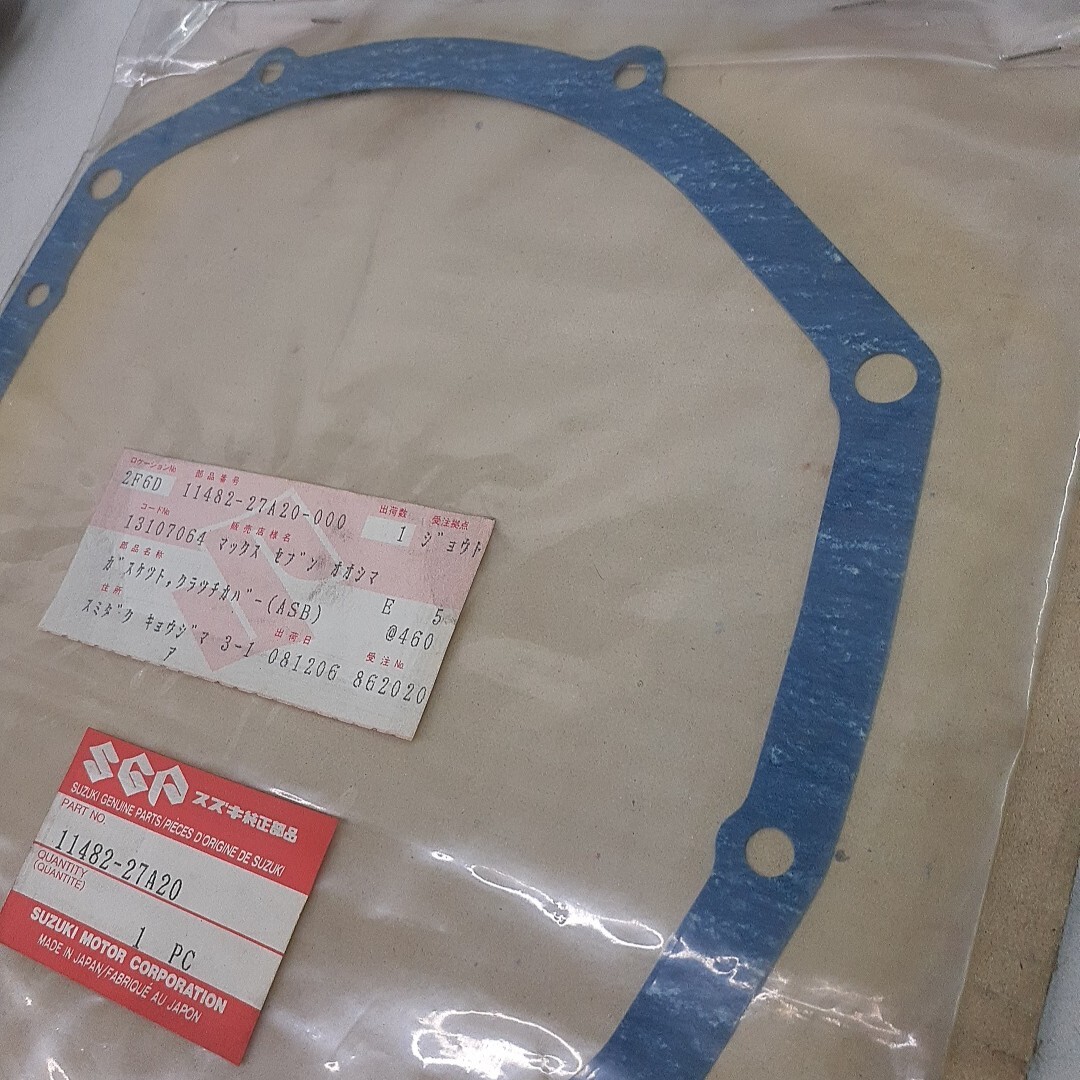 ロケーションNo 部品番号 出荷数 受注拠点
2F6D 11482-27A20-000 1 ジョウト
コードNo 販売店様名
13107064 マックス セブン オオシマ
部品名称
ガスケツト,クラツチカバー(ASB) E 5
住所 @460
スミダク キョウジマ 3-1 出荷日 受注No
ア 081206 862020
SGP スズキ純正部品
SUZUKI GENUINE PARTS/PIÈCES D'ORIGINE DE SUZUKI
PART NO.
11482-27A20
QUANTITY
(QUANTITÉ)
1 PC
SUZUKI MOTOR CORPORATION
MADE IN JAPAN/FABRIQUÉ AU JAPON